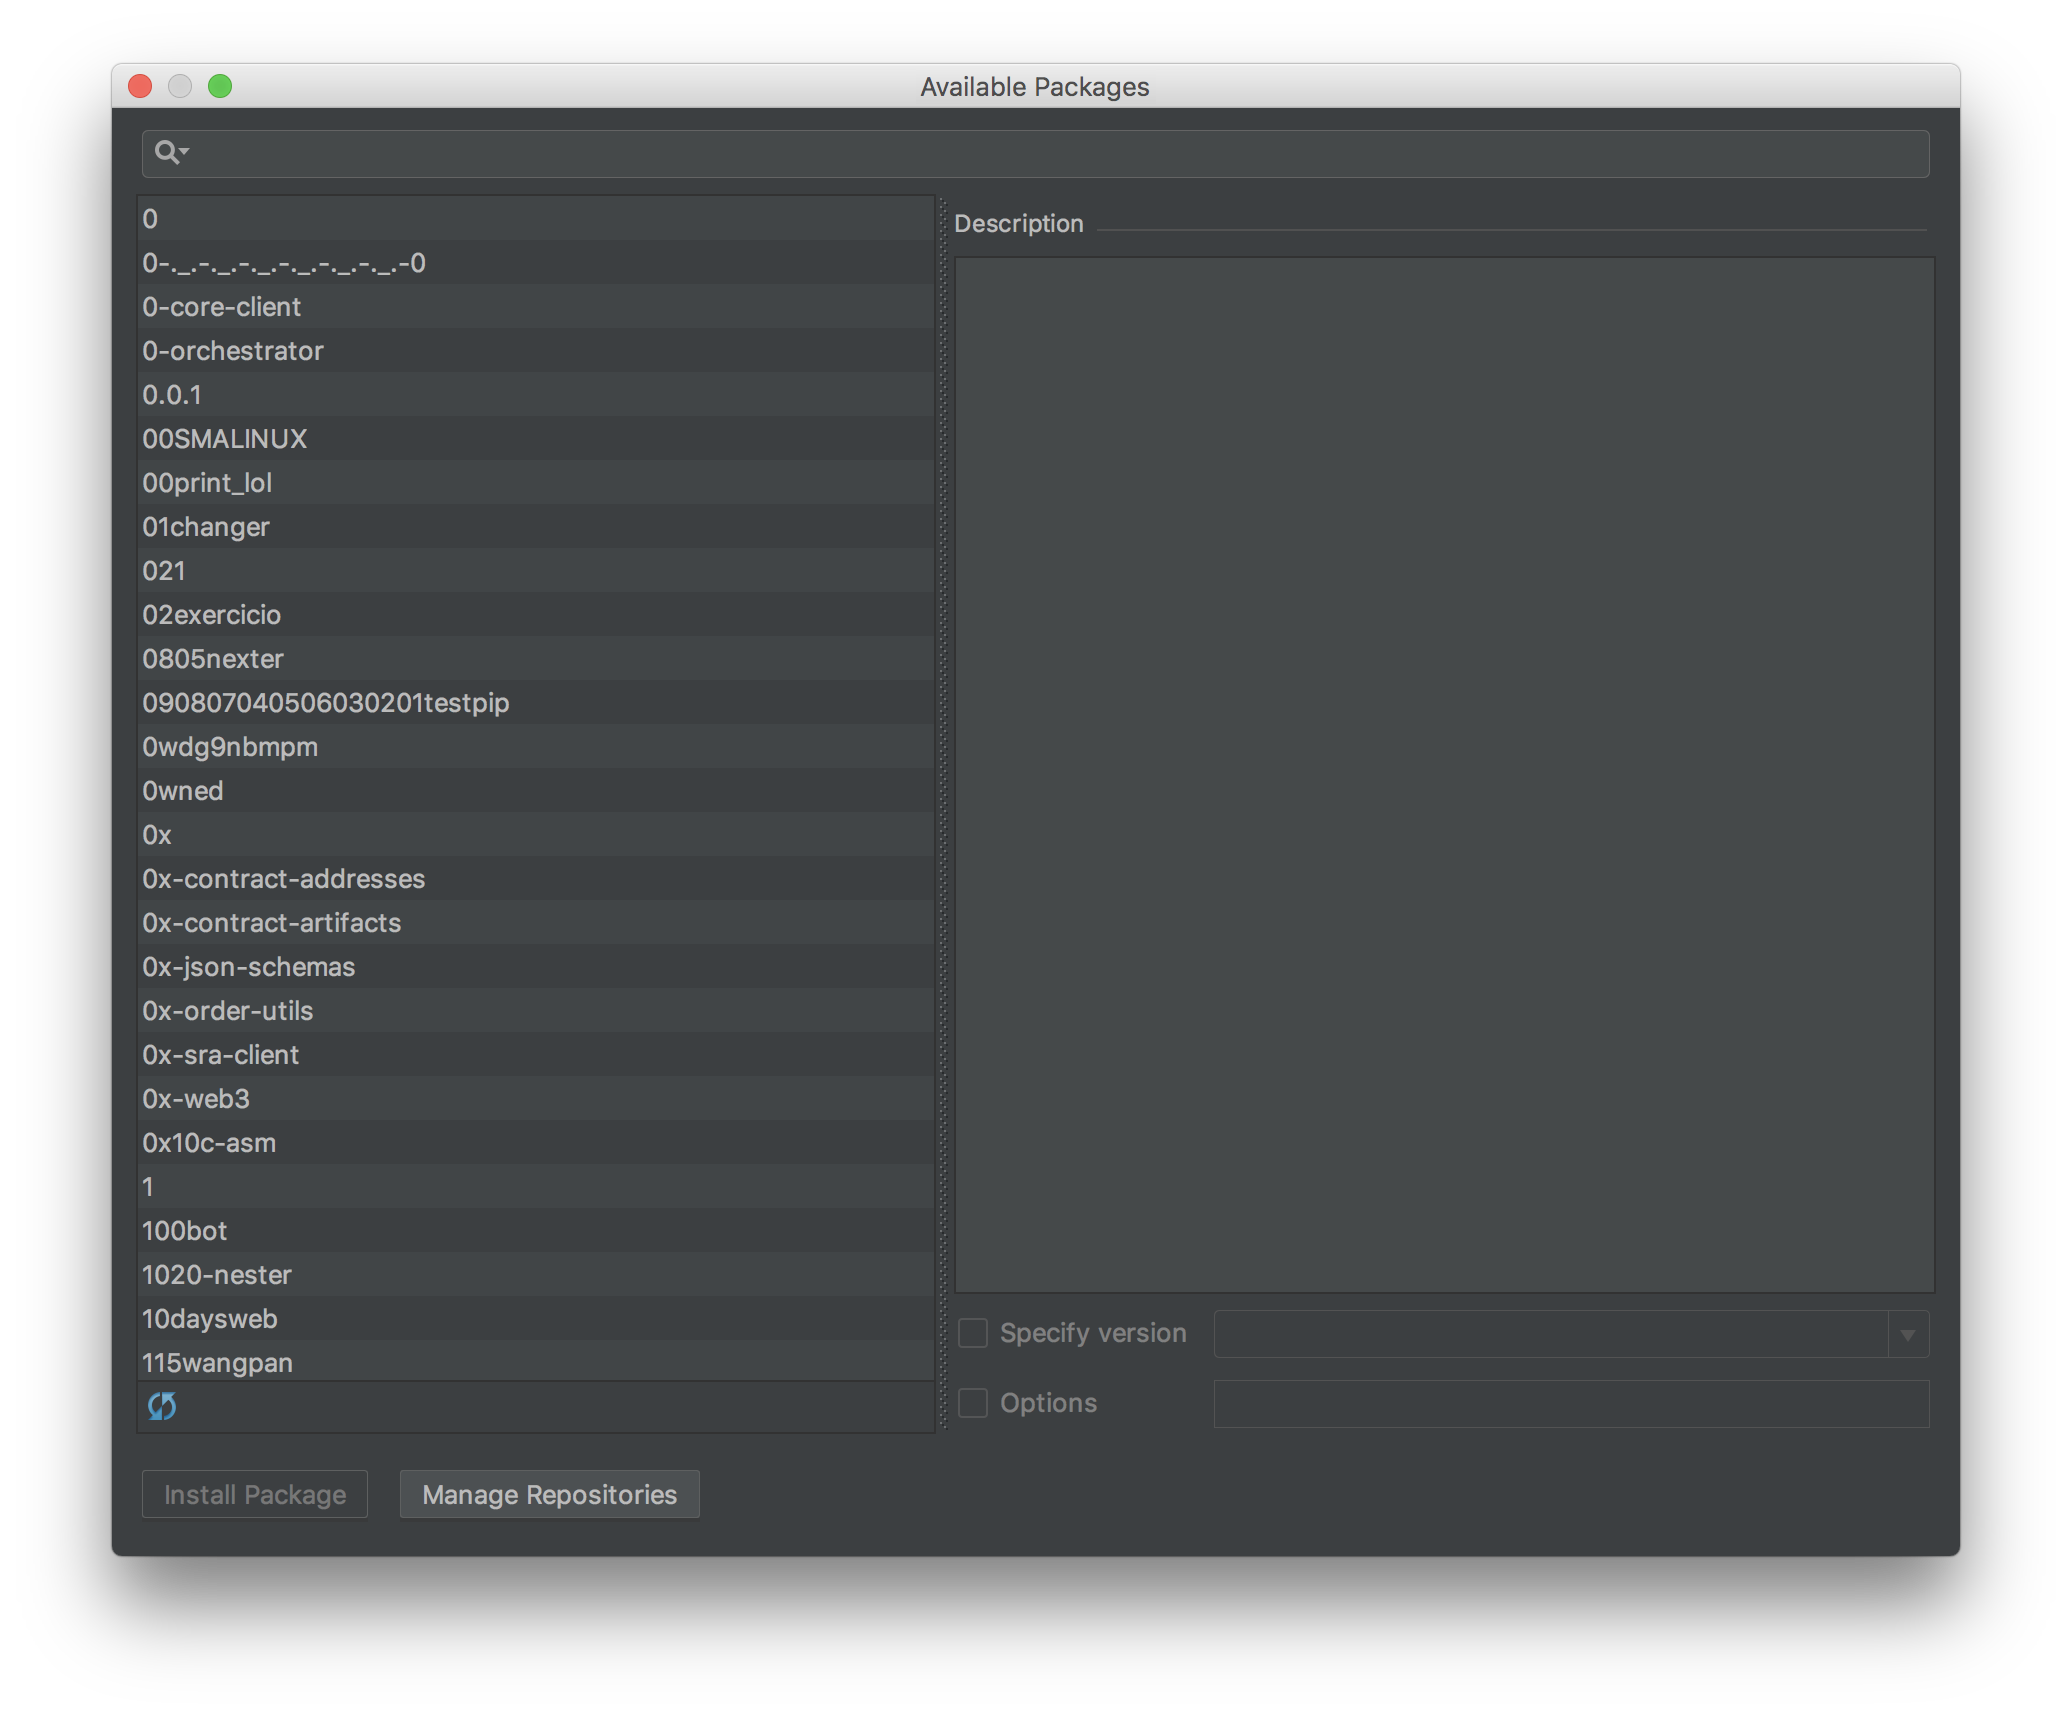 Available Packages
0
0-._.-._.-._.-._.-._.-._.-0
0-core-client
0-orchestrator
0.0.1
00SMALINUX
00print_lol
01changer
021
02exercicio
0805nexter
090807040506030201testpip
0wdg9nbmpm
0wned
0x
0x-contract-addresses
0x-contract-artifacts
0x-json-schemas
0x-order-utils
0x-sra-client
0x-web3
0x10c-asm
1
100bot
1020-nester
10daysweb
115wangpan
Description
Specify version
Options
Install Package
Manage Repositories